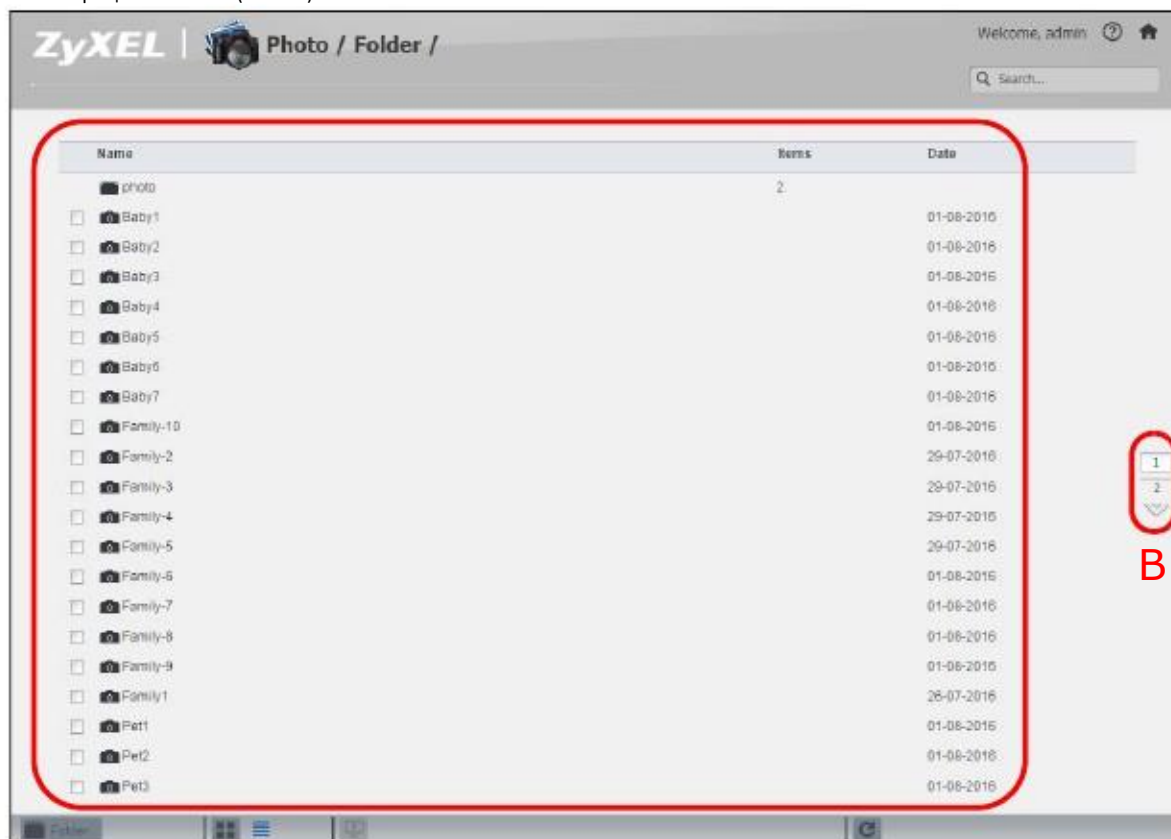 ZyXEL
Photo / Folder /
Welcome, admin
Search...
Name Items Date
photo 2
Baby1 01-08-2016
Baby2 01-08-2016
Baby3 01-08-2016
Baby4 01-08-2016
Baby5 01-08-2016
Baby6 01-08-2016
Baby7 01-08-2016
Family-10 01-08-2016
Family-2 29-07-2016
Family-3 29-07-2016
Family-4 29-07-2016
Family-5 29-07-2016
Family-6 01-08-2016
Family-7 01-08-2016
Family-8 01-08-2016
Family-9 01-08-2016
Family1 26-07-2016
Pet1 01-08-2016
Pet2 01-08-2016
Pet3 01-08-2016
1
2
B
Folder